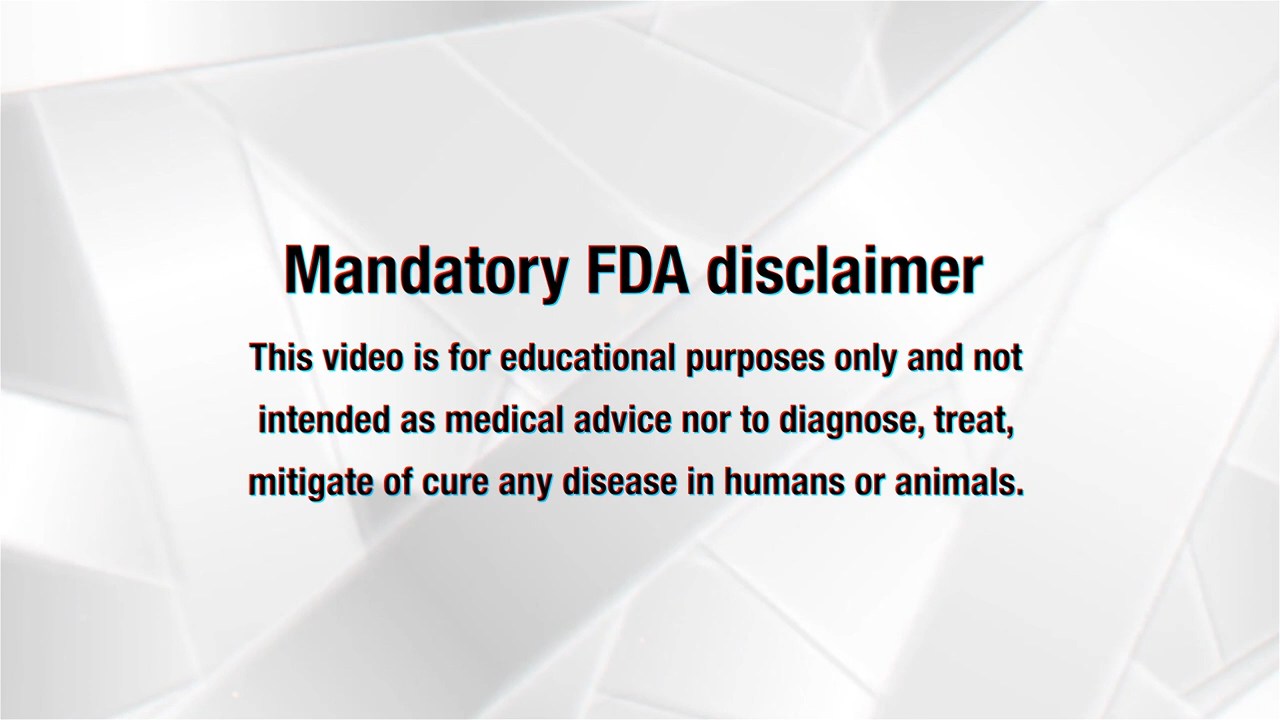 Mandatory FDA disclaimer
This video is for educational purposes only and not
intended as medical advice nor to diagnose, treat,
mitigate of cure any disease in humans or animals.